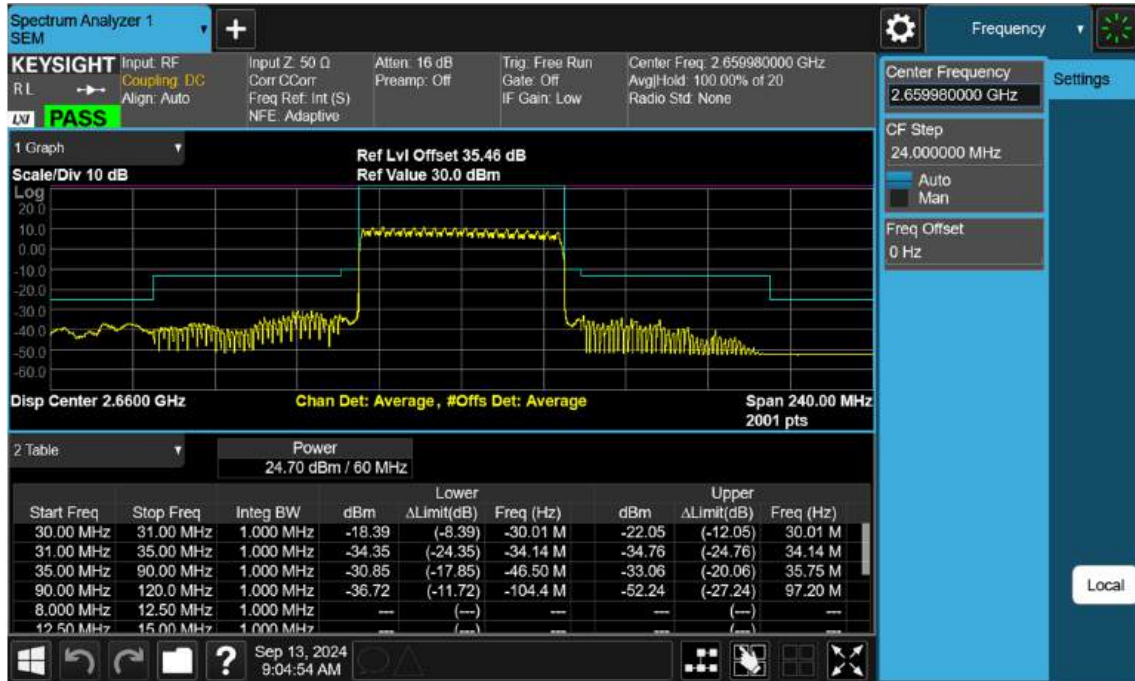 Spectrum Analyzer 1
SEM
+
Frequency
KEYSIGHT
RL
LXI PASS
Input: RF
Coupling: DC
Align: Auto
Input Z: 50 Ω
Corr CCorr
Freq Ref: Int (S)
NFE: Adaptive
Atten: 16 dB
Preamp: Off
Trig: Free Run
Gate: Off
IF Gain: Low
Center Freq: 2.659980000 GHz
Avg|Hold: 100.00% of 20
Radio Std: None
Center Frequency
2.659980000 GHz
Settings
CF Step
24.000000 MHz
Auto
Man
Freq Offset
0 Hz
Local
1 Graph
Scale/Div 10 dB
Ref Lvl Offset 35.46 dB
Ref Value 30.0 dBm
Log
20.0
10.0
0.00
-10.0
-20.0
-30.0
-40.0
-50.0
-60.0
Disp Center 2.6600 GHz
Chan Det: Average, #Offs Det: Average
Span 240.00 MHz
2001 pts
2 Table
Power
24.70 dBm / 60 MHz
Lower Upper
Start Freq Stop Freq Integ BW dBm ΔLimit(dB) Freq (Hz) dBm ΔLimit(dB) Freq (Hz)
30.00 MHz 31.00 MHz 1.000 MHz -18.39 (-8.39) -30.01 M -22.05 (-12.05) 30.01 M
31.00 MHz 35.00 MHz 1.000 MHz -34.35 (-24.35) -34.14 M -34.76 (-24.76) 34.14 M
35.00 MHz 90.00 MHz 1.000 MHz -30.85 (-17.85) -46.50 M -33.06 (-20.06) 35.75 M
90.00 MHz 120.0 MHz 1.000 MHz -36.72 (-11.72) -104.4 M -52.24 (-27.24) 97.20 M
8.000 MHz 12.50 MHz 1.000 MHz --- (---) --- --- (---) ---
12.50 MHz 15.00 MHz 1.000 MHz --- (---) --- --- (---) ---
?
Sep 13, 2024
9:04:54 AM